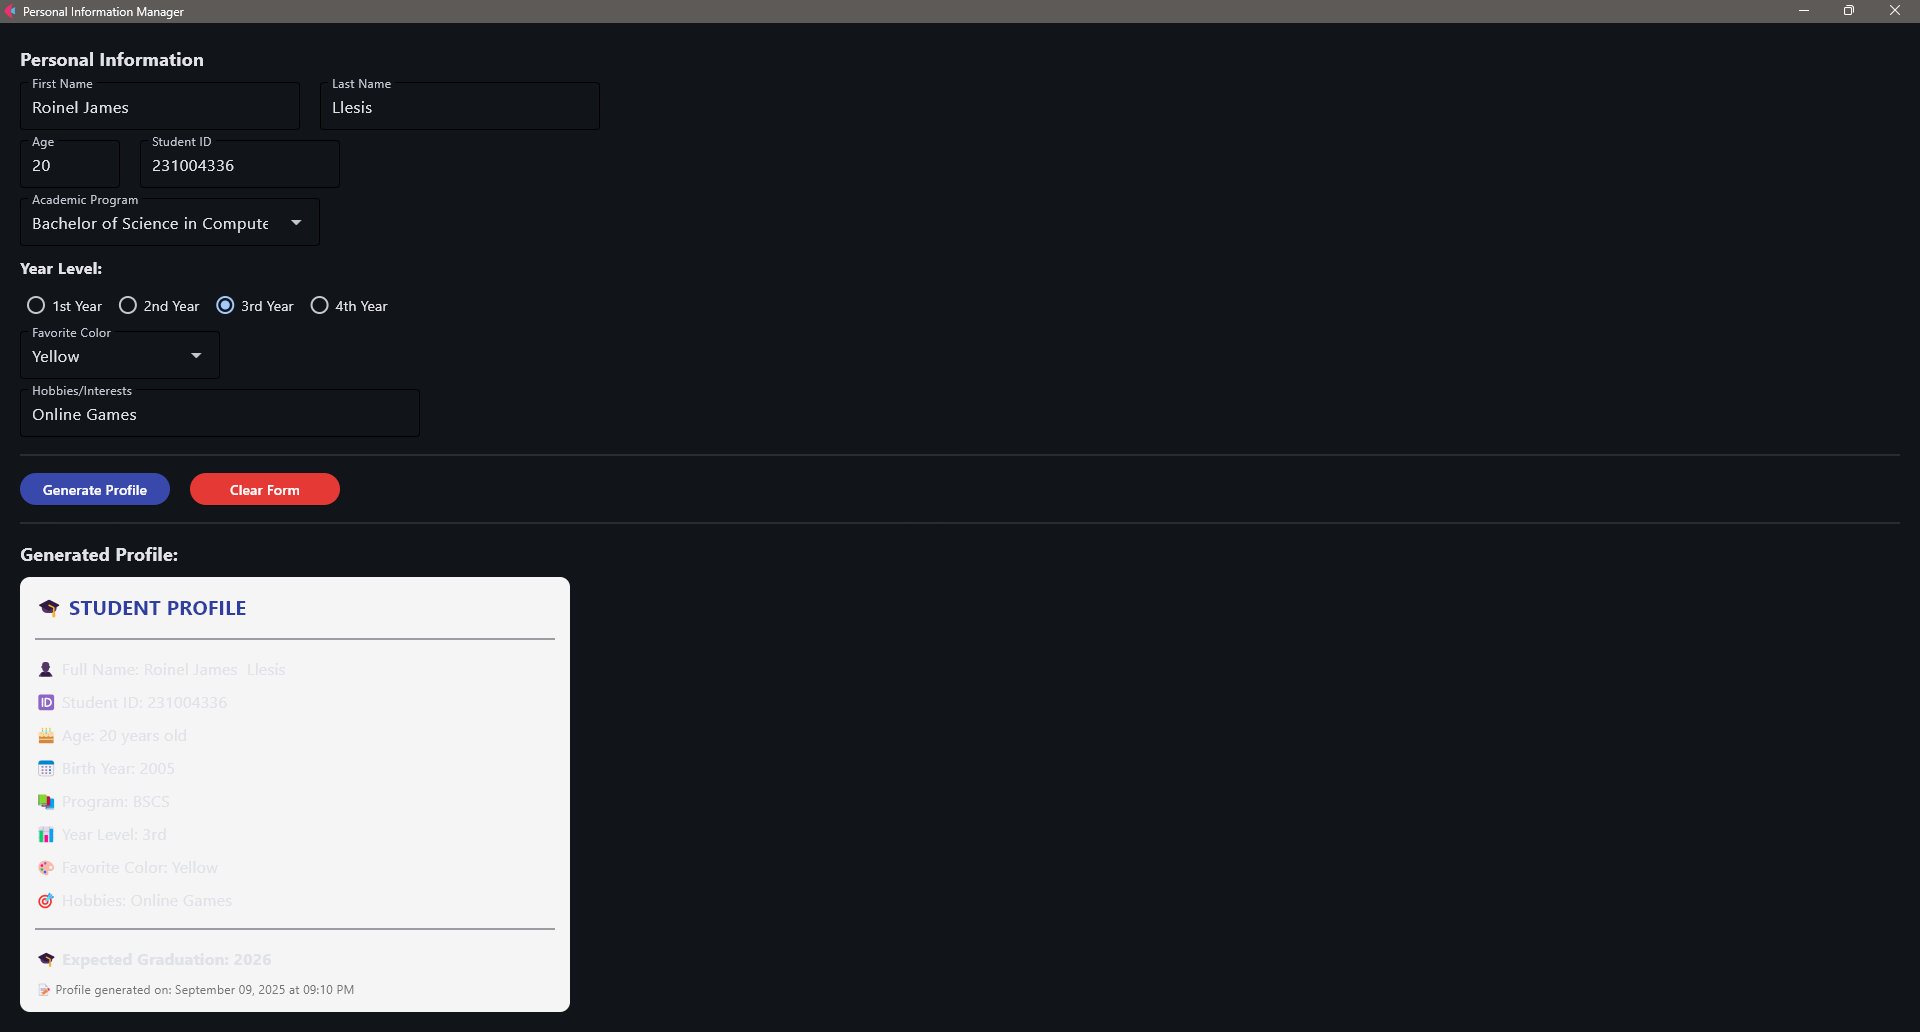 Personal Information Manager
Personal Information
First Name
Last Name
Roinel James
Llesis
Age
Student ID
20
231004336
Academic Program
Bachelor of Science in Compute
Year Level:
1st Year 2nd Year 3rd Year 4th Year
Favorite Color
Yellow
Hobbies/Interests
Online Games
Generate Profile
Clear Form
Generated Profile:
🎓 STUDENT PROFILE
👤 Full Name: Roinel James  Llesis
🆔 Student ID: 231004336
🎂 Age: 20 years old
📅 Birth Year: 2005
📚 Program: BSCS
📊 Year Level: 3rd
🎨 Favorite Color: Yellow
🎯 Hobbies: Online Games
🎓 Expected Graduation: 2026
📝 Profile generated on: September 09, 2025 at 09:10 PM